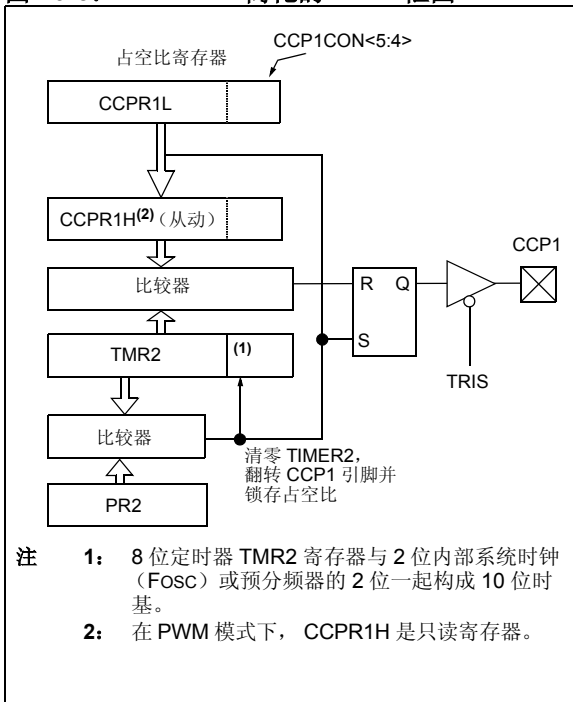 占空比寄存器
CCP1CON<5:4>
CCPR1L
CCPR1H(2)(从动)
CCP1
比较器
R Q
S
TMR2
(1)
TRIS
比较器
清零 TIMER2,
翻转 CCP1 引脚并
锁存占空比
PR2
注 1: 8 位定时器 TMR2 寄存器与 2 位内部系统时钟
(FOSC)或预分频器的 2 位一起构成 10 位时
基。
2: 在 PWM 模式下, CCPR1H 是只读寄存器。